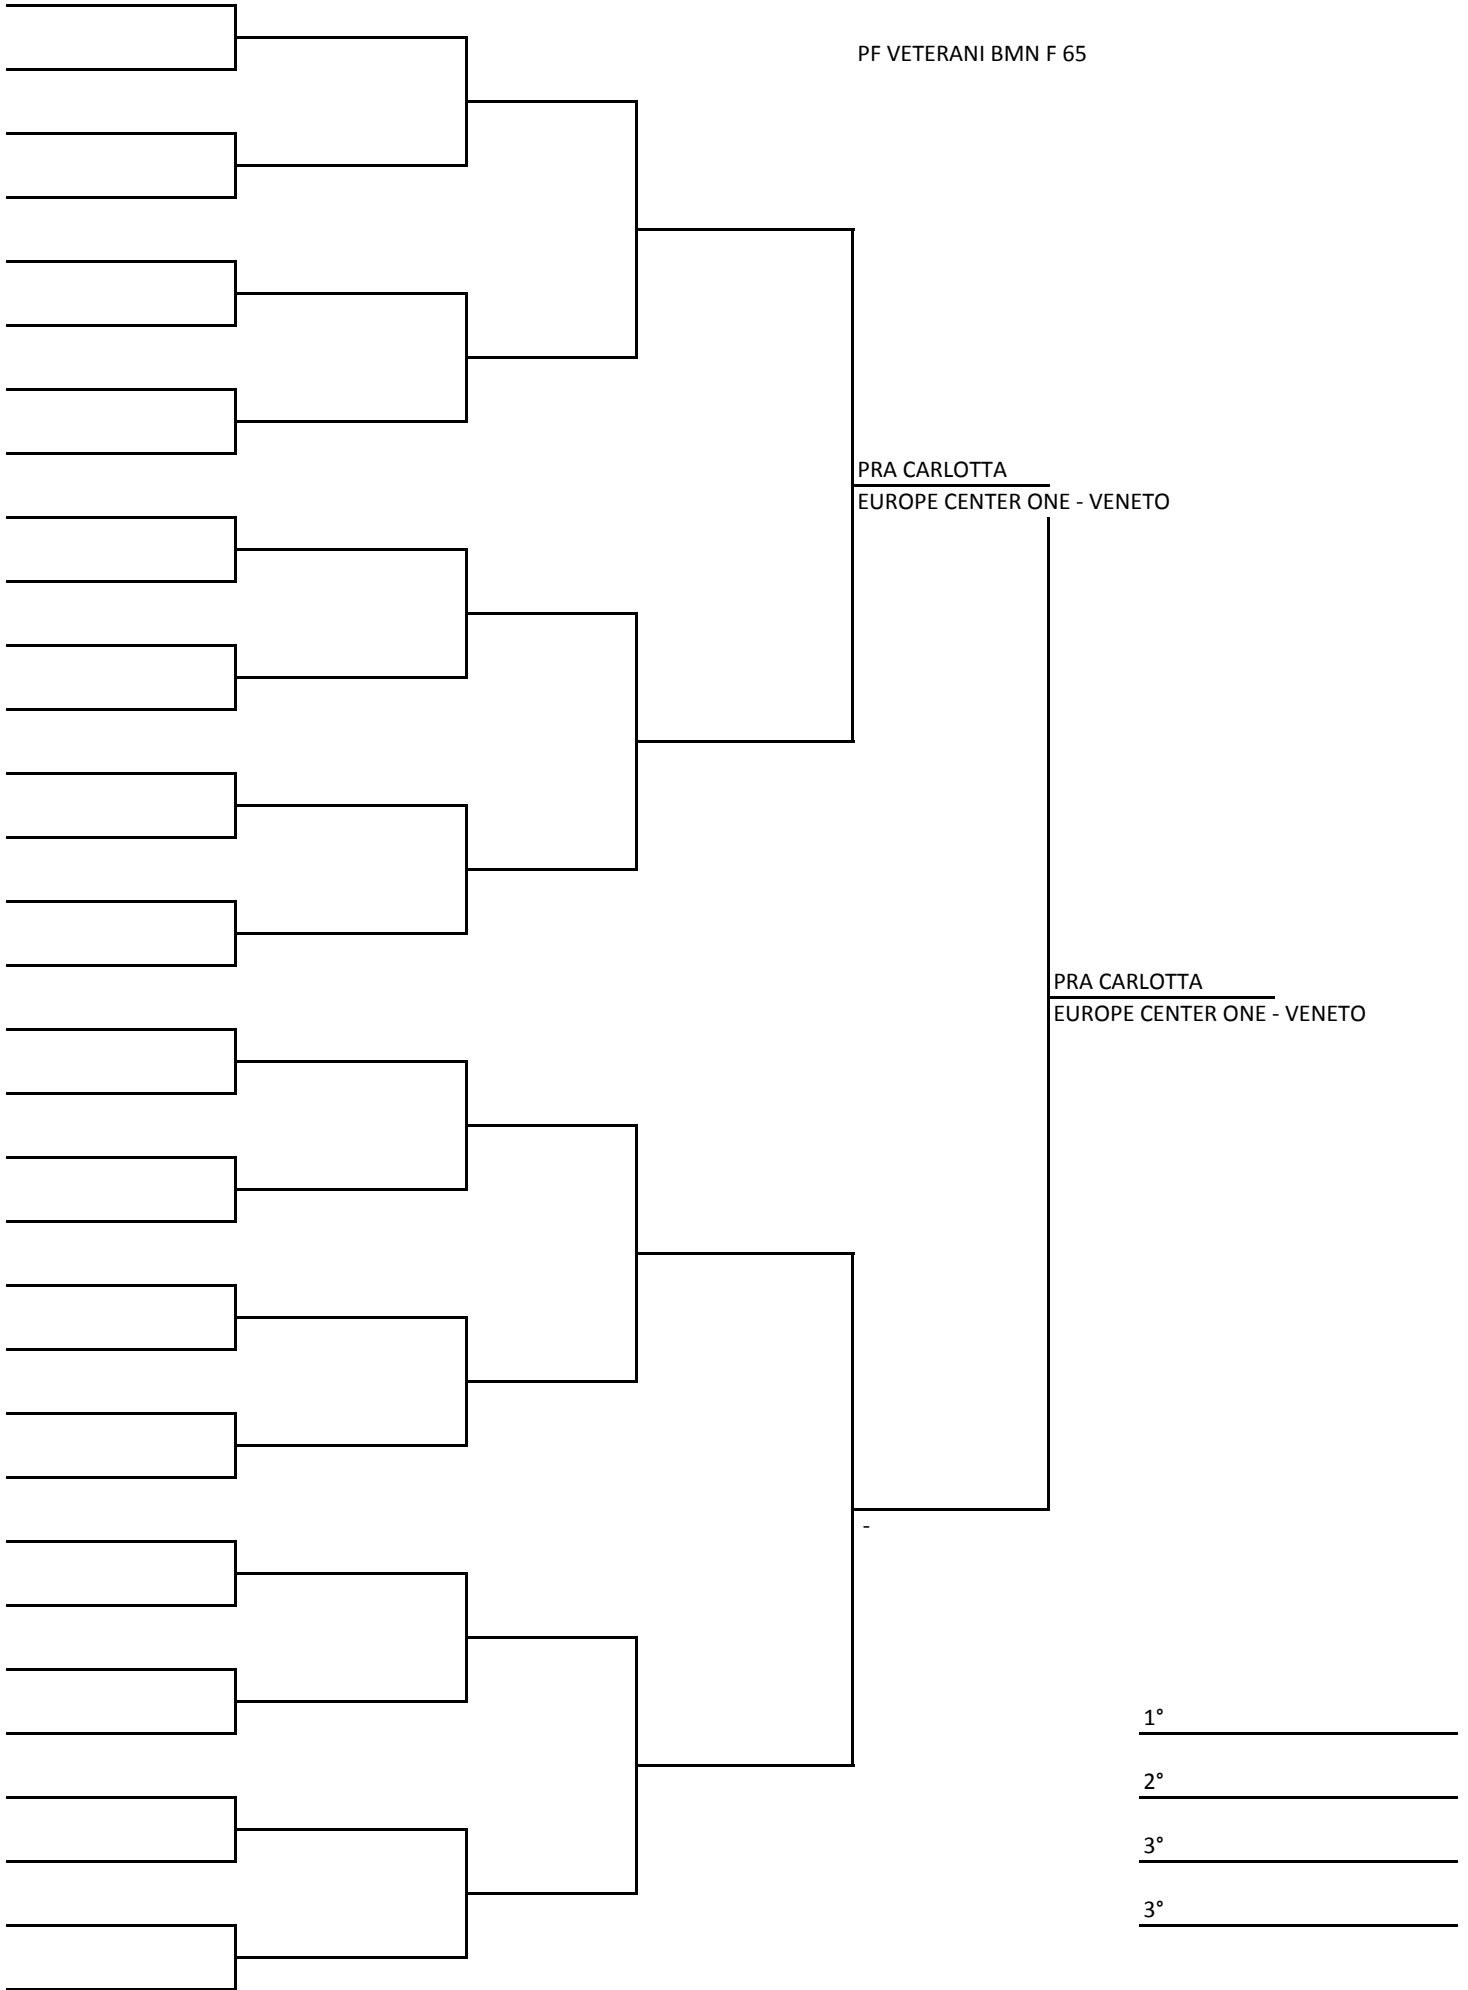 PF VETERANI BMN F 65
PRA CARLOTTA
EUROPE CENTER ONE - VENETO
PRA CARLOTTA
EUROPE CENTER ONE - VENETO
-
1°
2°
3°
3°